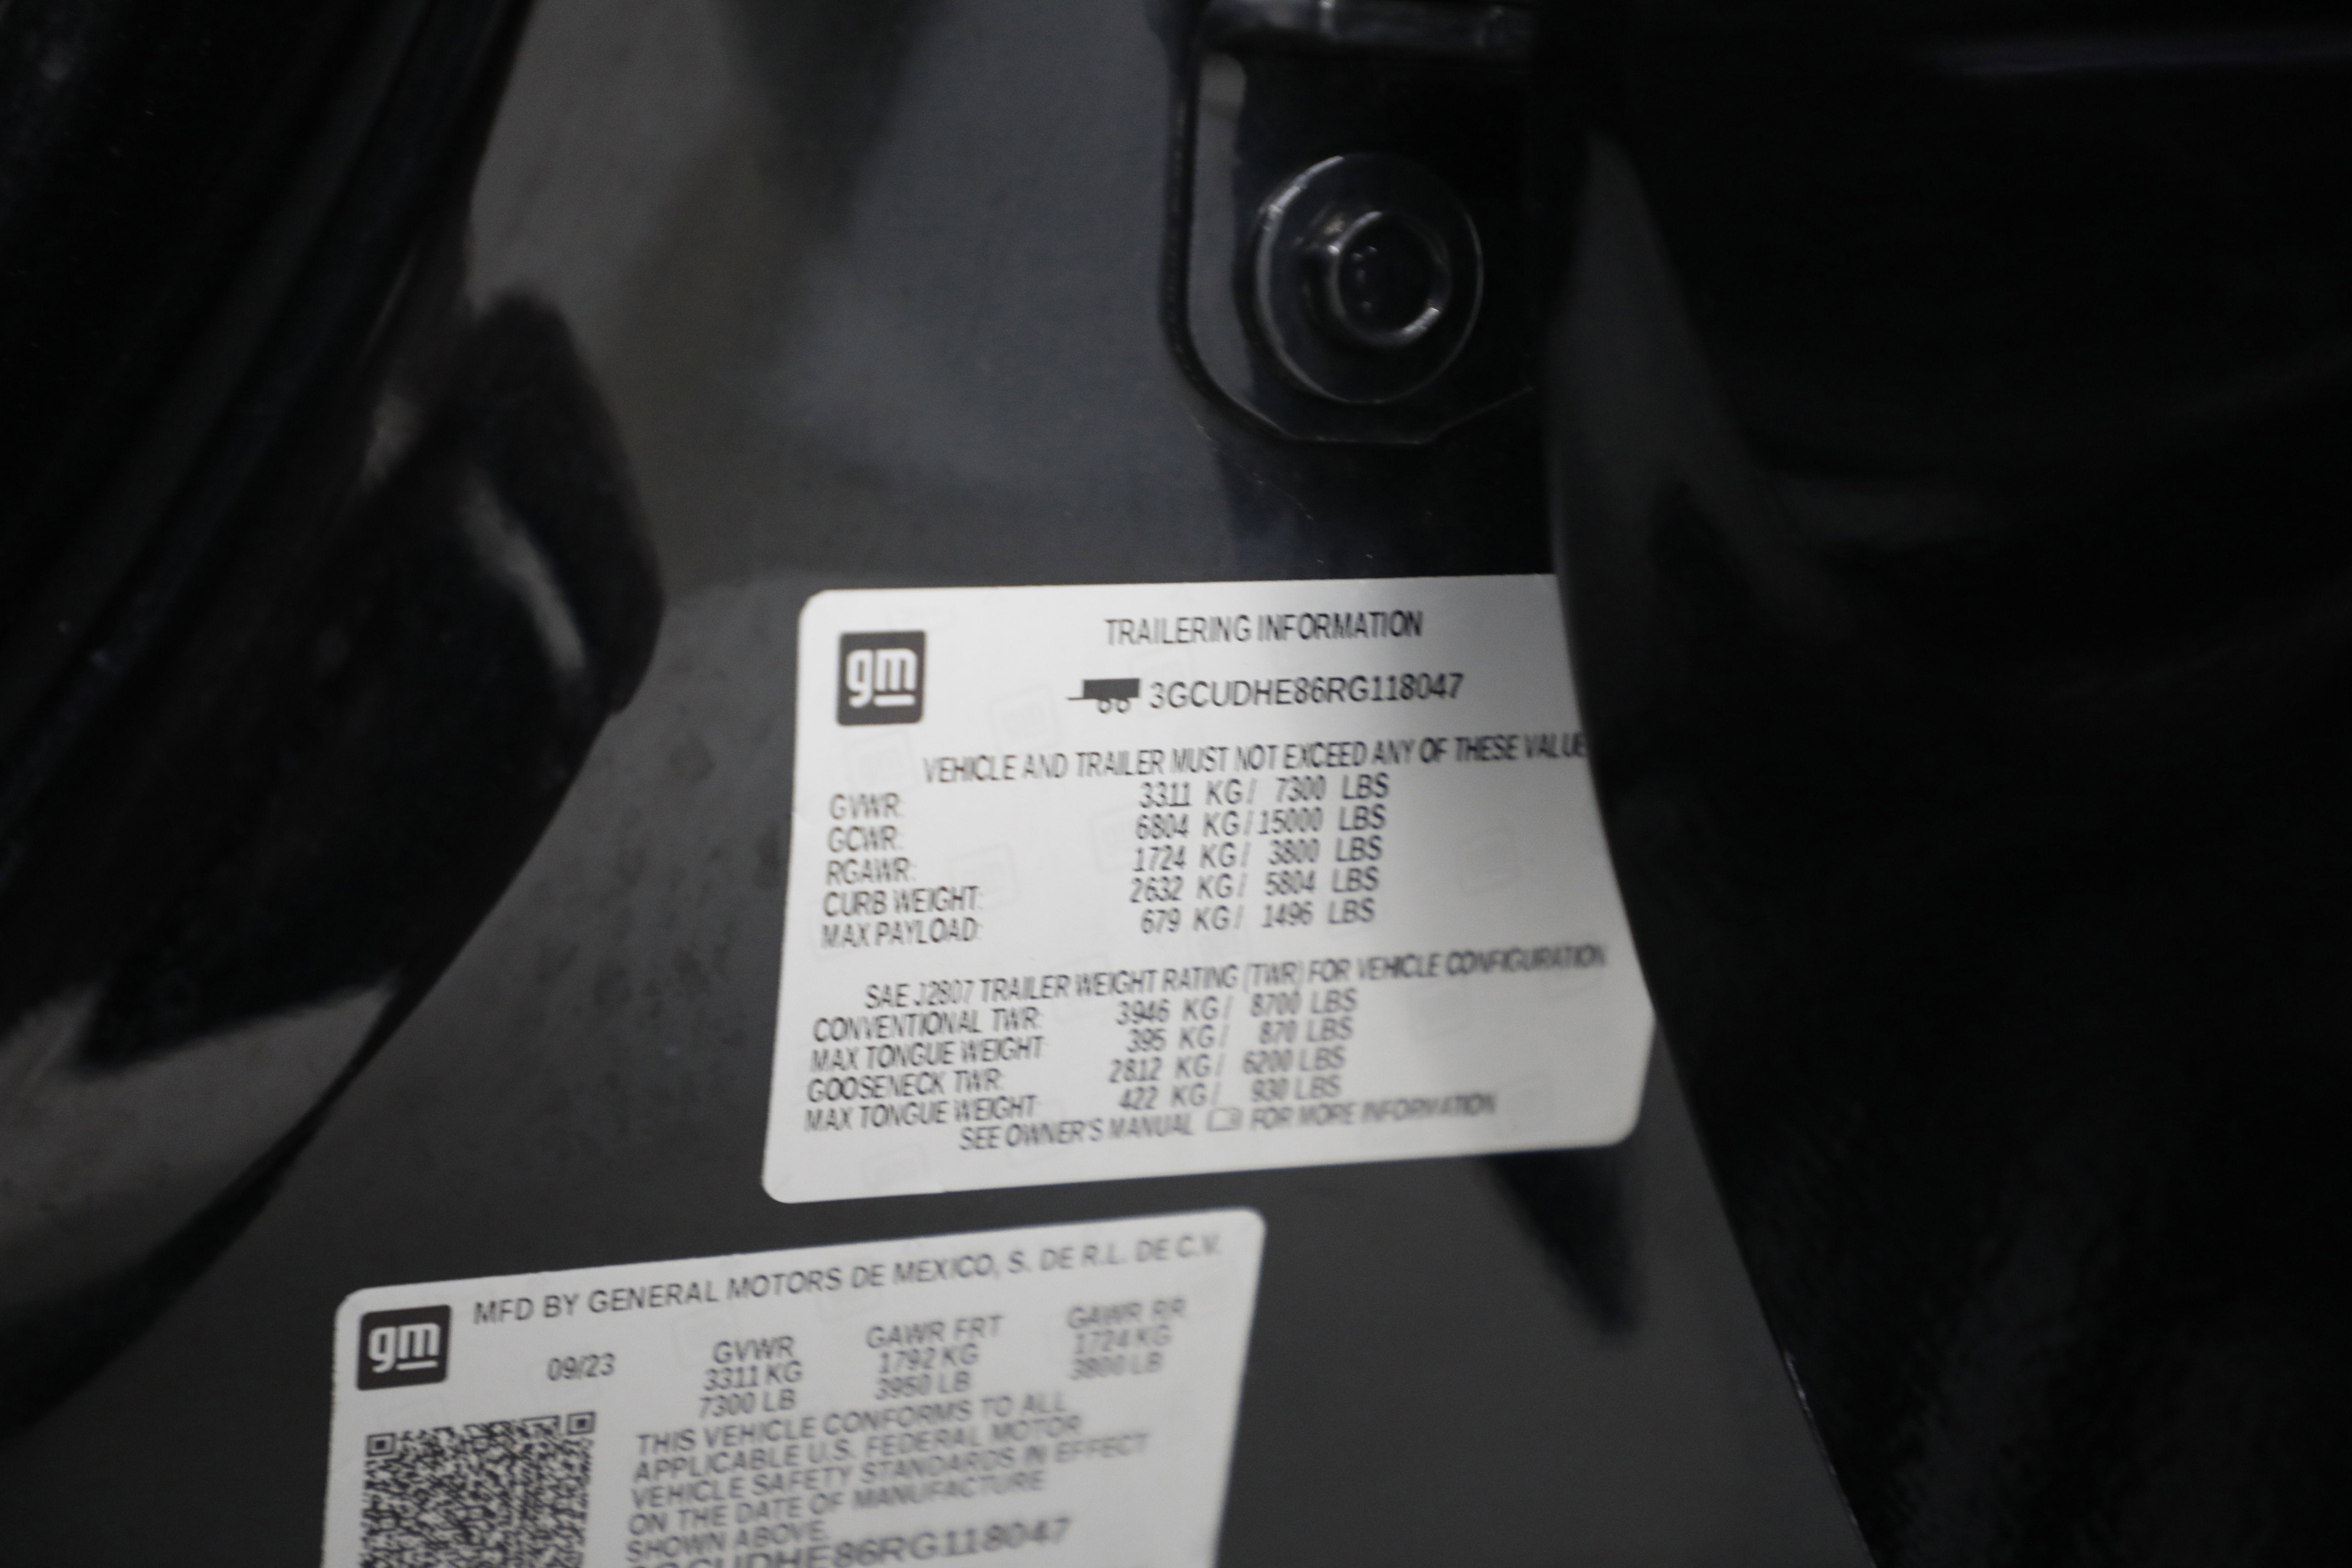 gm
TRAILERING INFORMATION
3GCUDHE86RG118047
VEHICLE AND TRAILER MUST NOT EXCEED ANY OF THESE VALUE
GVWR: 3311 KG/ 7300 LBS
GCWR: 6804 KG/ 15000 LBS
RGAWR: 1724 KG/ 3800 LBS
CURB WEIGHT: 2632 KG/ 5804 LBS
MAX PAYLOAD: 679 KG/ 1496 LBS
SAE J2807 TRAILER WEIGHT RATING (TWR) FOR VEHICLE CONFIGURATION
CONVENTIONAL TWR: 3946 KG/ 8700 LBS
MAX TONGUE WEIGHT: 395 KG/ 870 LBS
GOOSENECK TWR: 2812 KG/ 6200 LBS
MAX TONGUE WEIGHT: 422 KG/ 930 LBS
SEE OWNER'S MANUAL FOR MORE INFORMATION
gm
MFD BY GENERAL MOTORS DE MEXICO, S. DE R.L. DE C.V.
09/23 GVWR GAWR FRT GAWR RR
3311 KG 1792 KG 1724 KG
7300 LB 3950 LB 3800 LB
THIS VEHICLE CONFORMS TO ALL
APPLICABLE U.S. FEDERAL MOTOR
VEHICLE SAFETY STANDARDS IN EFFECT
ON THE DATE OF MANUFACTURE
SHOWN ABOVE.
3GCUDHE86RG118047